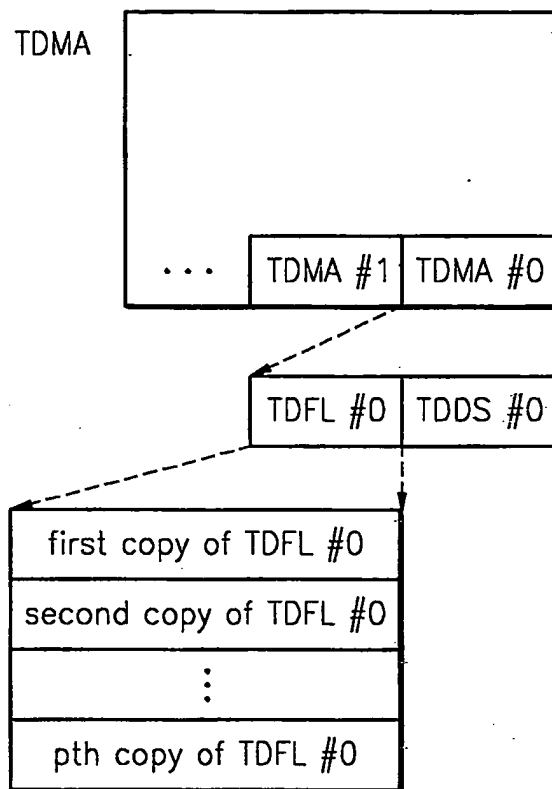 TDMA
... TDMA #1 TDMA #0
TDFL #0 TDDS #0
first copy of TDFL #0
second copy of TDFL #0
⋮
pth copy of TDFL #0